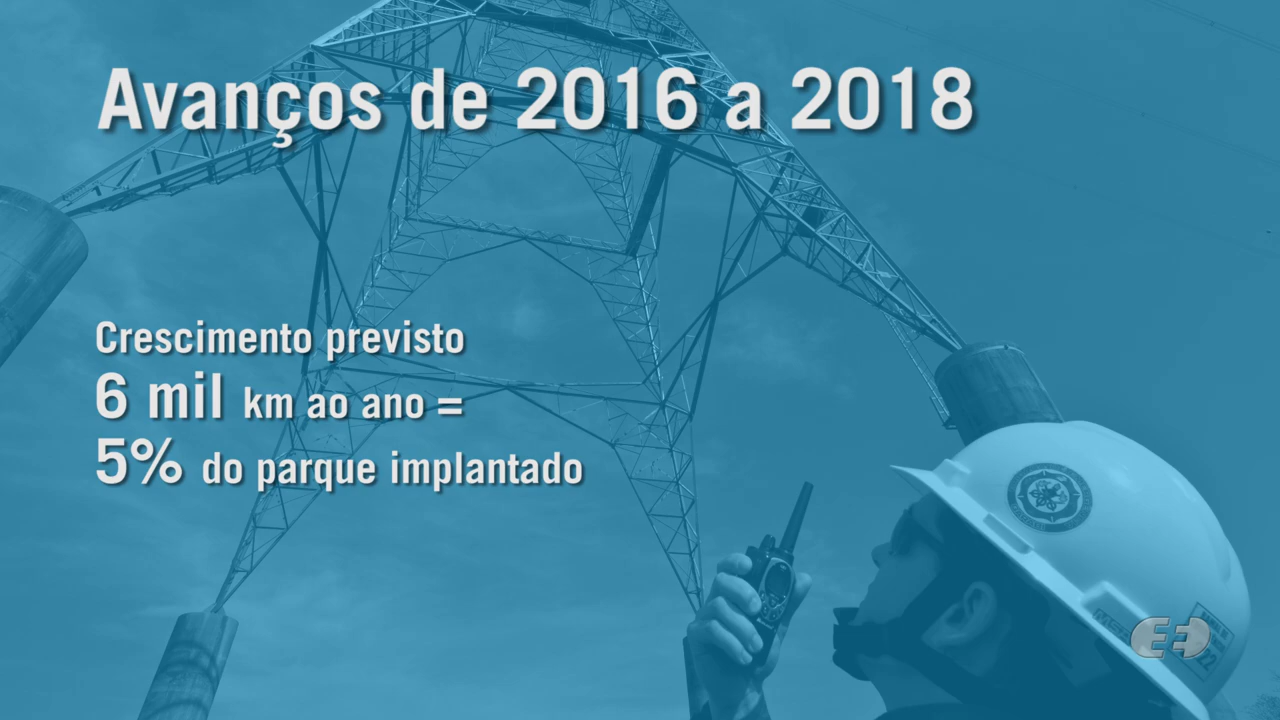 Avanços de 2016 a 2018
Crescimento previsto
6 mil km ao ano =
5% do parque implantado